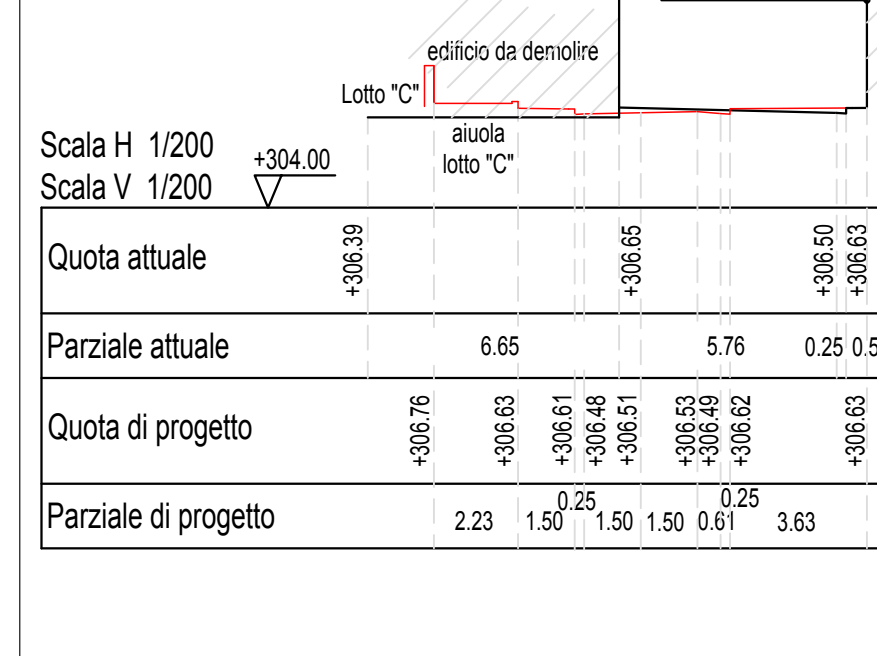 edificio da demolire
Lotto "C"
aiuola
lotto "C"
Scala H 1/200
Scala V 1/200
+304.00
Quota attuale
+306.39
+306.65
+306.50
+306.63
Parziale attuale
6.65
5.76
0.25
Quota di progetto
+306.76
+306.63
+306.61
+306.48
+306.51
+306.53
+306.49
+306.62
+306.63
Parziale di progetto
2.23
1.50
0.25
1.50
1.50
0.61
0.25
3.63